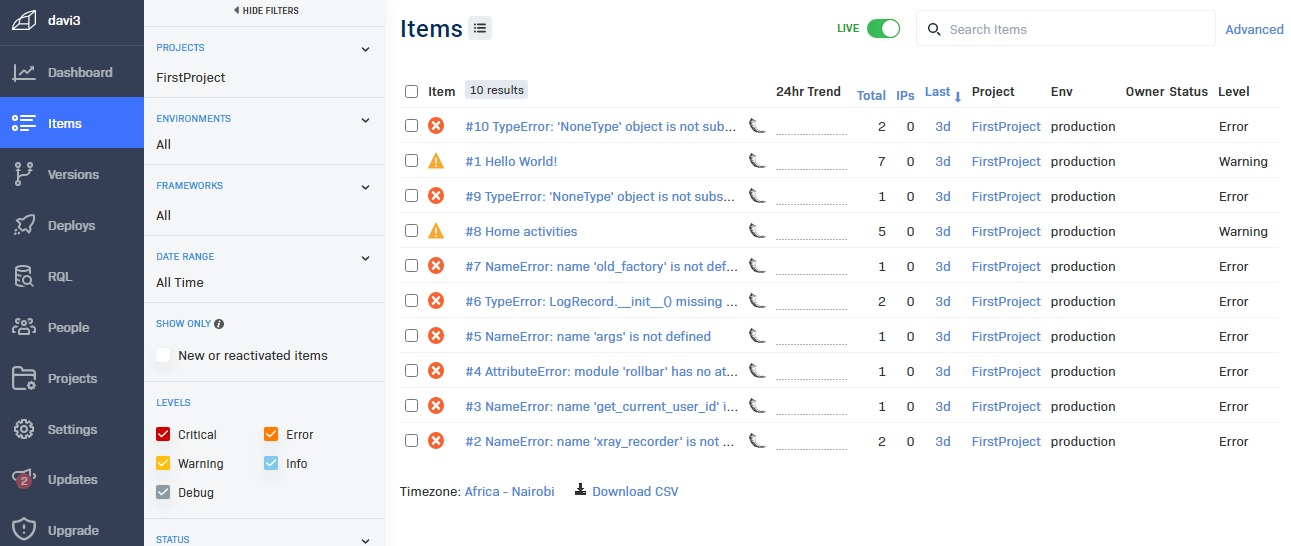 davi3
Dashboard
Items
Versions
Deploys
RQL
People
Projects
Settings
2
Updates
Upgrade
HIDE FILTERS
PROJECTS
FirstProject
ENVIRONMENTS
All
FRAMEWORKS
All
DATE RANGE
All Time
SHOW ONLY i
New or reactivated items
LEVELS
Critical Error
Warning Info
Debug
STATUS
Items
LIVE
Search Items
Advanced
Item 10 results 24hr Trend Total IPs Last ↓ Project Env Owner Status Level
#10 TypeError: 'NoneType' object is not sub... 2 0 3d FirstProject production Error
#1 Hello World! 7 0 3d FirstProject production Warning
#9 TypeError: 'NoneType' object is not subs... 1 0 3d FirstProject production Error
#8 Home activities 5 0 3d FirstProject production Warning
#7 NameError: name 'old_factory' is not def... 1 0 3d FirstProject production Error
#6 TypeError: LogRecord.__init__() missing ... 2 0 3d FirstProject production Error
#5 NameError: name 'args' is not defined 1 0 3d FirstProject production Error
#4 AttributeError: module 'rollbar' has no at... 1 0 3d FirstProject production Error
#3 NameError: name 'get_current_user_id' i... 1 0 3d FirstProject production Error
#2 NameError: name 'xray_recorder' is not ... 2 0 3d FirstProject production Error
Timezone: Africa - Nairobi Download CSV